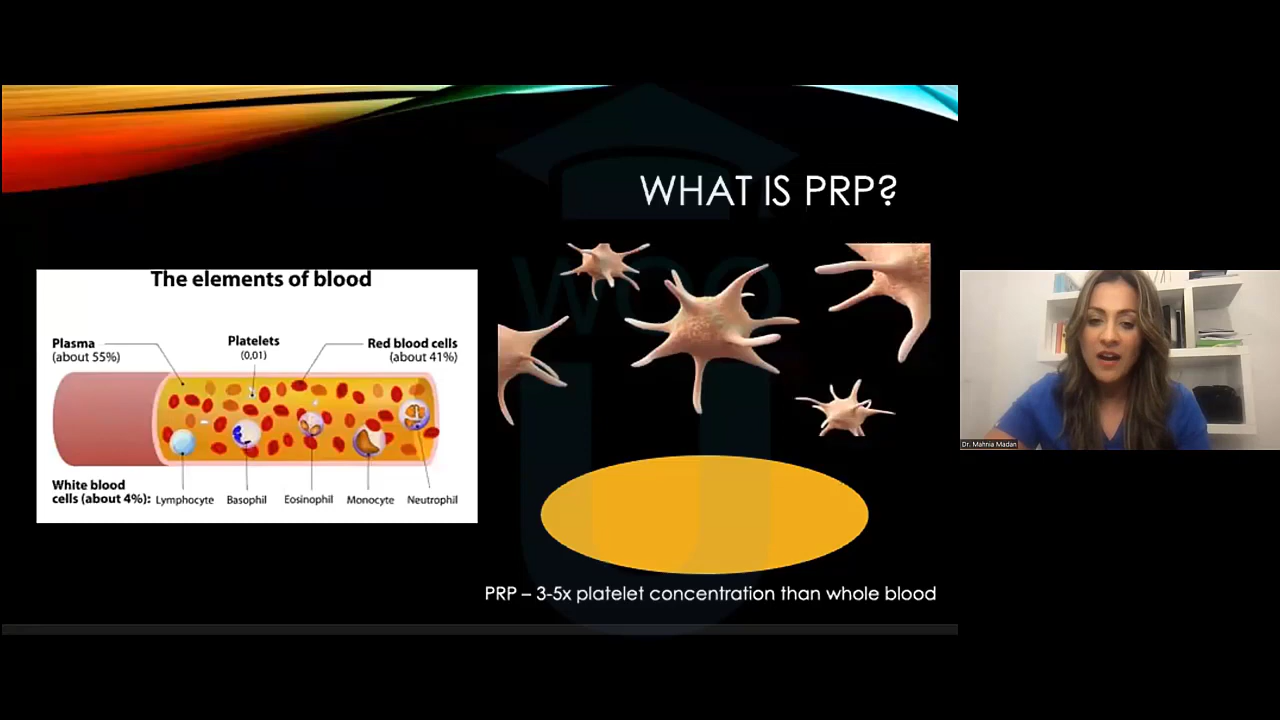 WHAT IS PRP?
The elements of blood
Plasma
(about 55%)
Platelets
(0,01)
Red blood cells
(about 41%)
White blood
cells (about 4%): Lymphocyte Basophil Eosinophil Monocyte Neutrophil
PRP – 3-5x platelet concentration than whole blood
Dr. Mahnia Madan
WOO
U